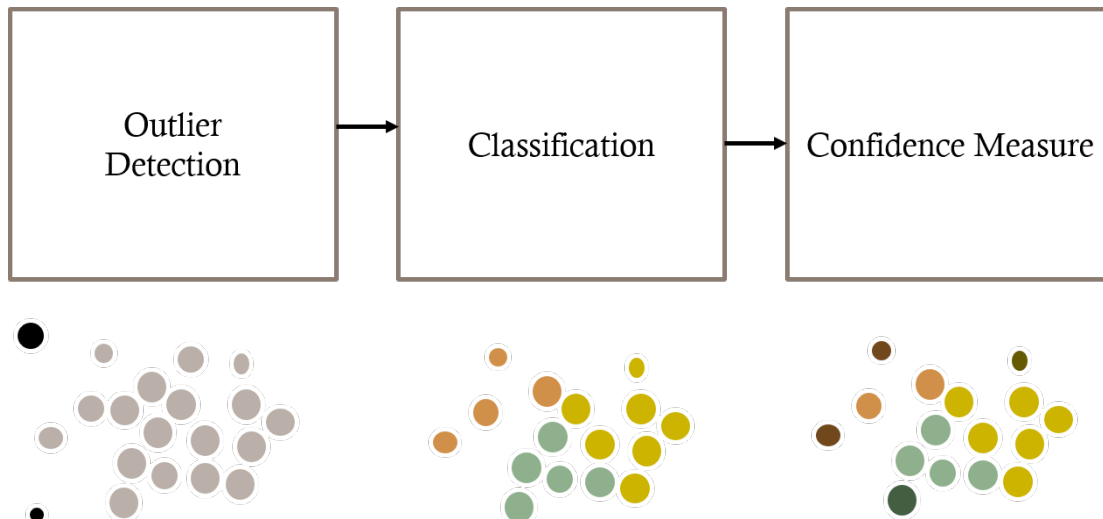 Outlier
Detection
Classification
Confidence Measure